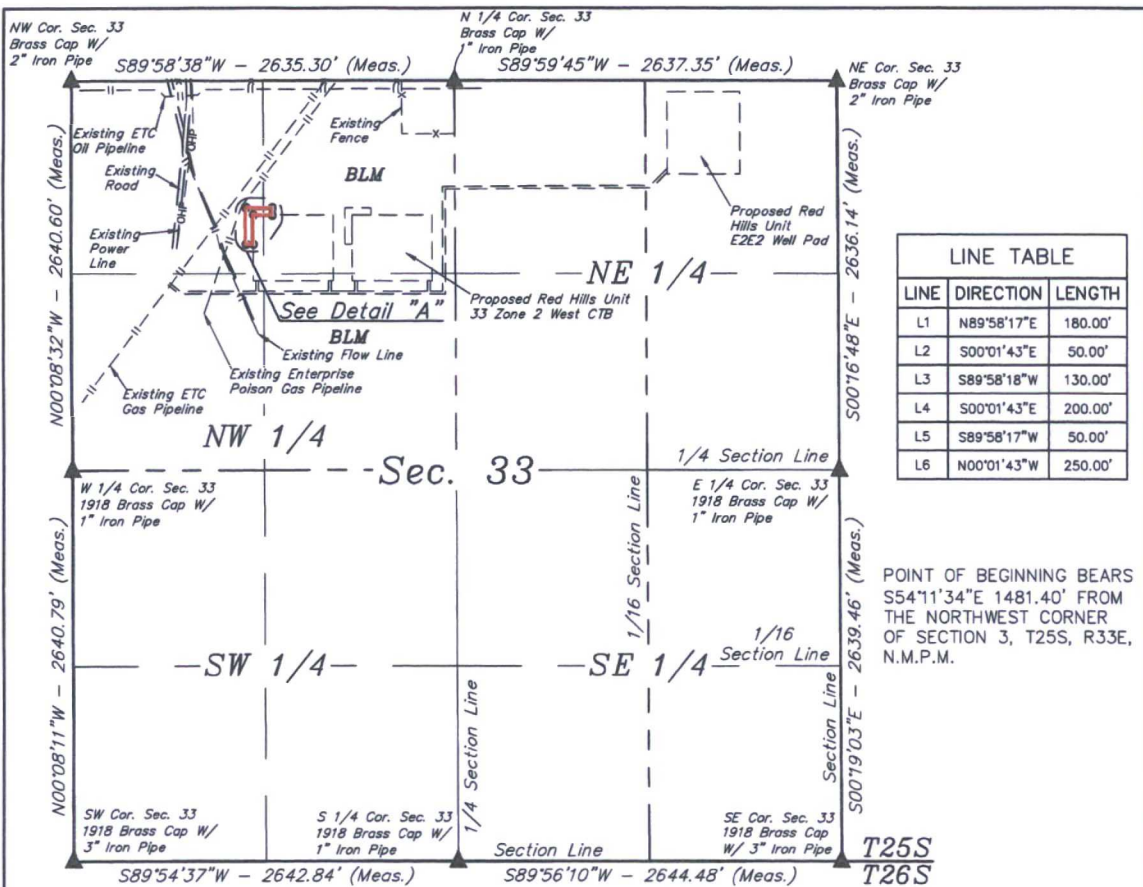 NW Cor. Sec. 33
Brass Cap W/
2" Iron Pipe
S89°58'38"W - 2635.30' (Meas.)
N 1/4 Cor. Sec. 33
Brass Cap W/
1" Iron Pipe
S89°59'45"W - 2637.35' (Meas.)
NE Cor. Sec. 33
Brass Cap W/
2" Iron Pipe
Existing ETC
Oil Pipeline
Existing
Road
Existing
Power
Line
OHP
OHP
Existing
Fence
BLM
Proposed Red
Hills Unit
E2E2 Well Pad
NE 1/4
Proposed Red Hills Unit
33 Zone 2 West CTB
See Detail "A"
BLM
Existing Flow Line
Existing Enterprise
Poison Gas Pipeline
Existing ETC
Gas Pipeline
N00°08'32"W - 2640.60' (Meas.)
S00°16'48"E - 2636.14' (Meas.)
LINE TABLE
LINE DIRECTION LENGTH
L1 N89°58'17"E 180.00'
L2 S00°01'43"E 50.00'
L3 S89°58'18"W 130.00'
L4 S00°01'43"E 200.00'
L5 S89°58'17"W 50.00'
L6 N00°01'43"W 250.00'
NW 1/4
Sec. 33
1/4 Section Line
W 1/4 Cor. Sec. 33
1918 Brass Cap W/
1" Iron Pipe
E 1/4 Cor. Sec. 33
1918 Brass Cap W/
1" Iron Pipe
1/16 Section Line
POINT OF BEGINNING BEARS
S54°11'34"E 1481.40' FROM
THE NORTHWEST CORNER
OF SECTION 3, T25S, R33E,
N.M.P.M.
N00°08'11"W - 2640.79' (Meas.)
S00°19'03"E - 2639.46' (Meas.)
1/16
Section Line
SW 1/4
SE 1/4
1/4 Section Line
Section Line
SW Cor. Sec. 33
1918 Brass Cap W/
3" Iron Pipe
S 1/4 Cor. Sec. 33
1918 Brass Cap W/
1" Iron Pipe
SE Cor. Sec. 33
1918 Brass Cap
W/ 3" Iron Pipe
Section Line
T25S
T26S
S89°54'37"W - 2642.84' (Meas.)
S89°56'10"W - 2644.48' (Meas.)